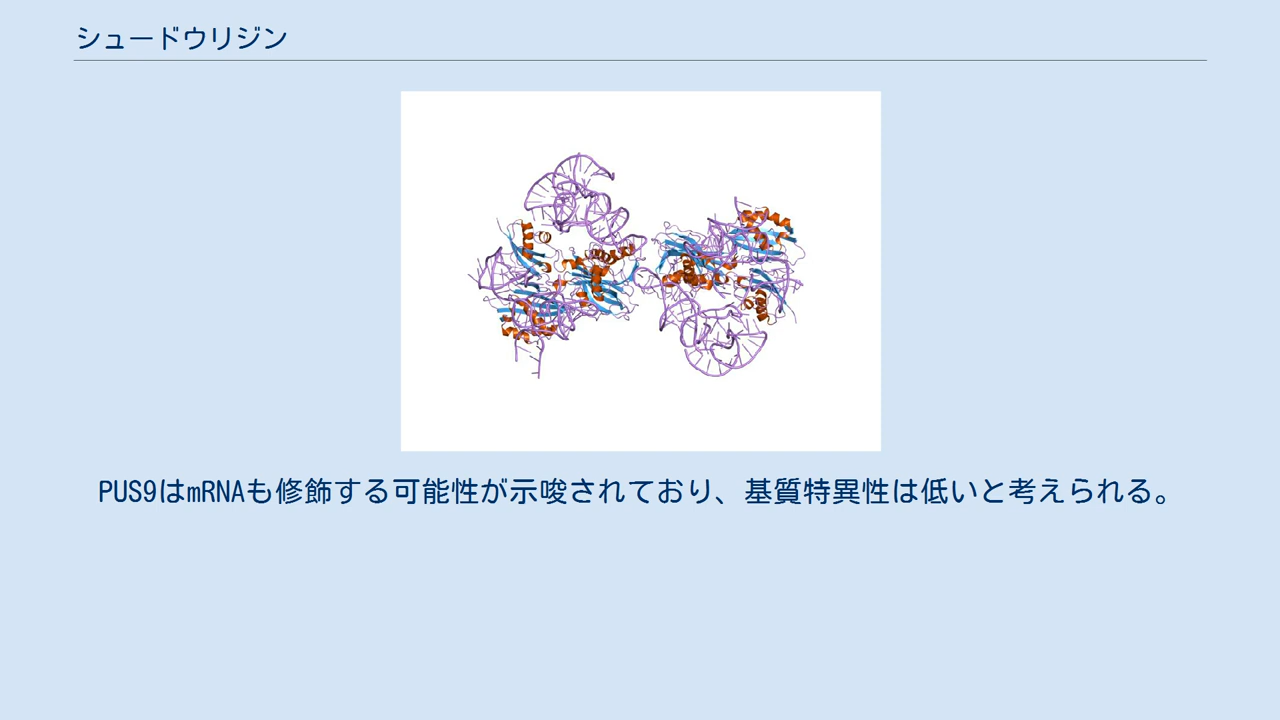 シュードウリジン
PUS9はmRNAも修飾する可能性が示唆されており、基質特異性は低いと考えられる。